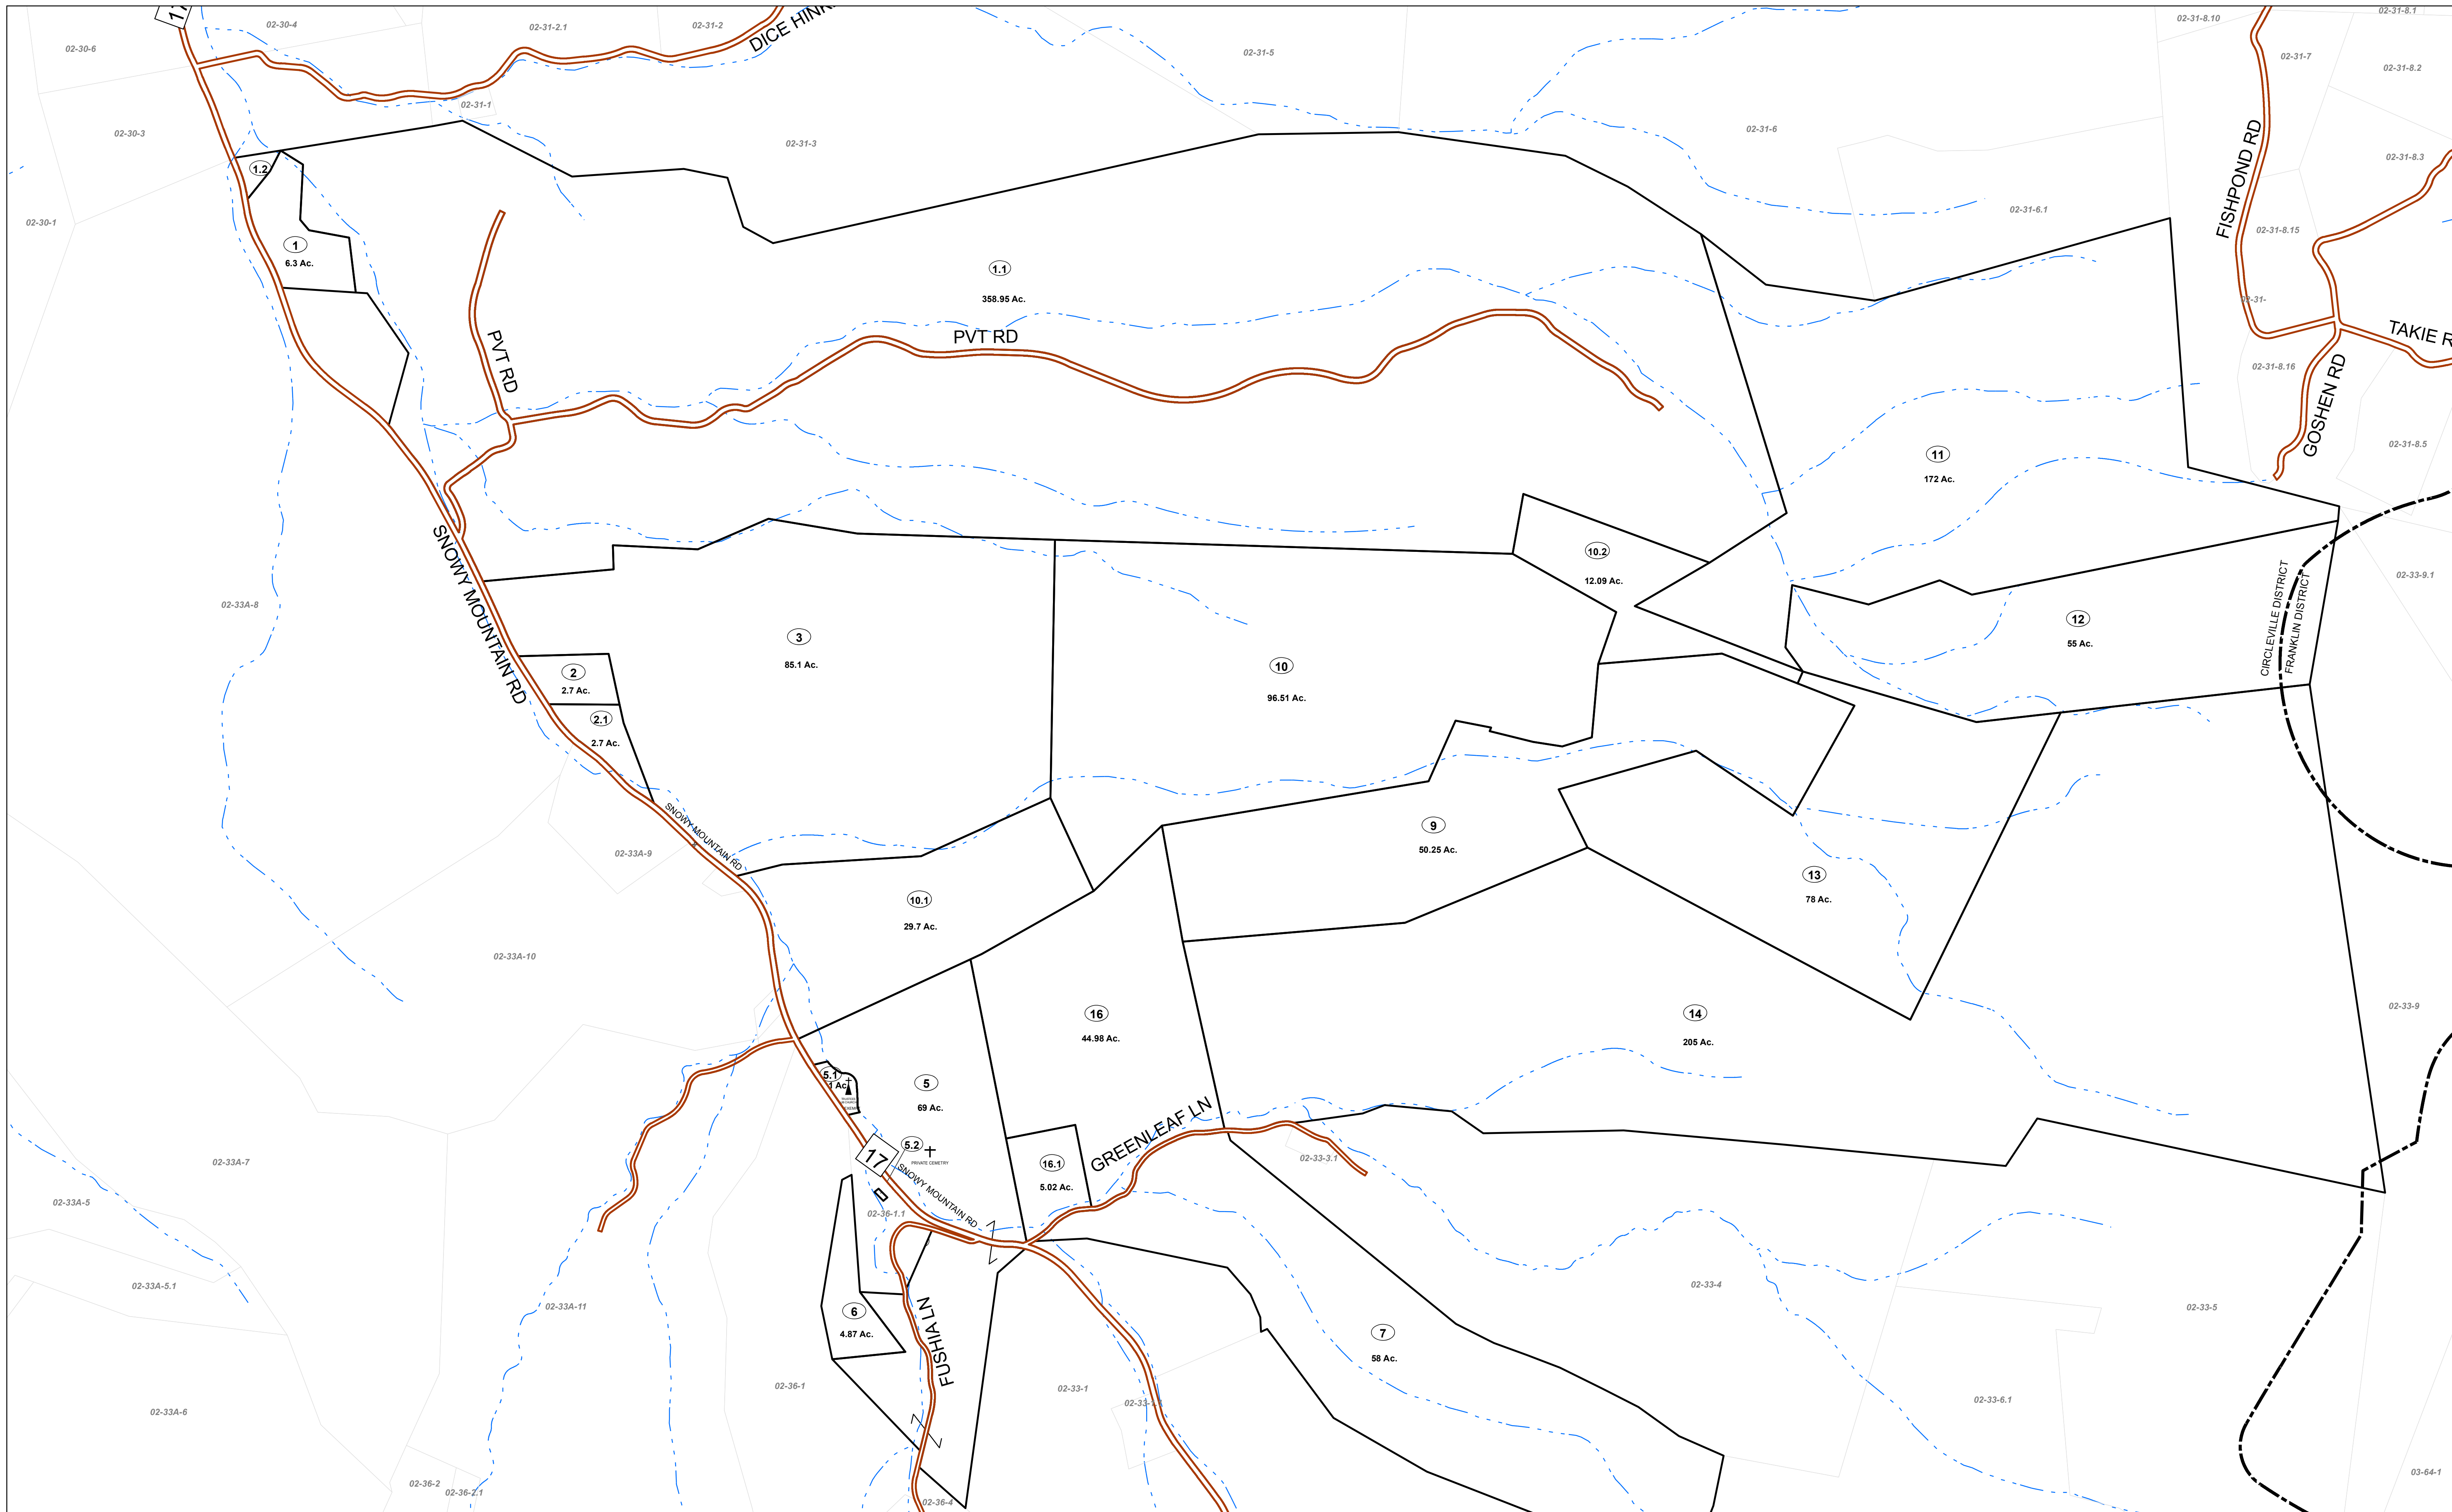 17
02-30-4
02-31-2.1
02-31-2
DICE HINK
02-31-5
02-31-8.10
02-31-8.1
02-30-6
02-31-7
02-31-8.2
02-31-1
02-30-3
02-31-3
02-31-6
FISHPOND RD
02-31-8.3
1.2
02-30-1
02-31-6.1
02-31-8.15
1
6.3 Ac.
1.1
358.95 Ac.
02-31-
PVT RD
PVT RD
TAKIE R
02-31-8.16
GOSHEN RD
02-31-8.5
11
172 Ac.
SNOWY MOUNTAIN RD
10.2
12.09 Ac.
02-33A-8
CIRCLEVILLE DISTRICT
FRANKLIN DISTRICT
02-33-9.1
3
85.1 Ac.
12
55 Ac.
2
2.7 Ac.
10
96.51 Ac.
2.1
2.7 Ac.
SNOWY MOUNTAIN RD
02-33A-9
9
50.25 Ac.
13
78 Ac.
10.1
29.7 Ac.
02-33A-10
16
44.98 Ac.
14
205 Ac.
02-33-9
5.1
1 Ac.
5
69 Ac.
GREENLEAF LN
17
5.2
PRIVATE CEMETRY
SNOWY MOUNTAIN RD
16.1
5.02 Ac.
02-33-3.1
02-33A-7
02-33A-5
02-36-1.1
02-33A-5.1
02-33A-11
6
4.87 Ac.
FUSHIA LN
7
58 Ac.
02-33-4
02-33-5
02-36-1
02-33-1
02-33-1.
02-33-6.1
02-33A-6
02-36-2
02-36-2.1
02-36-4
03-64-1